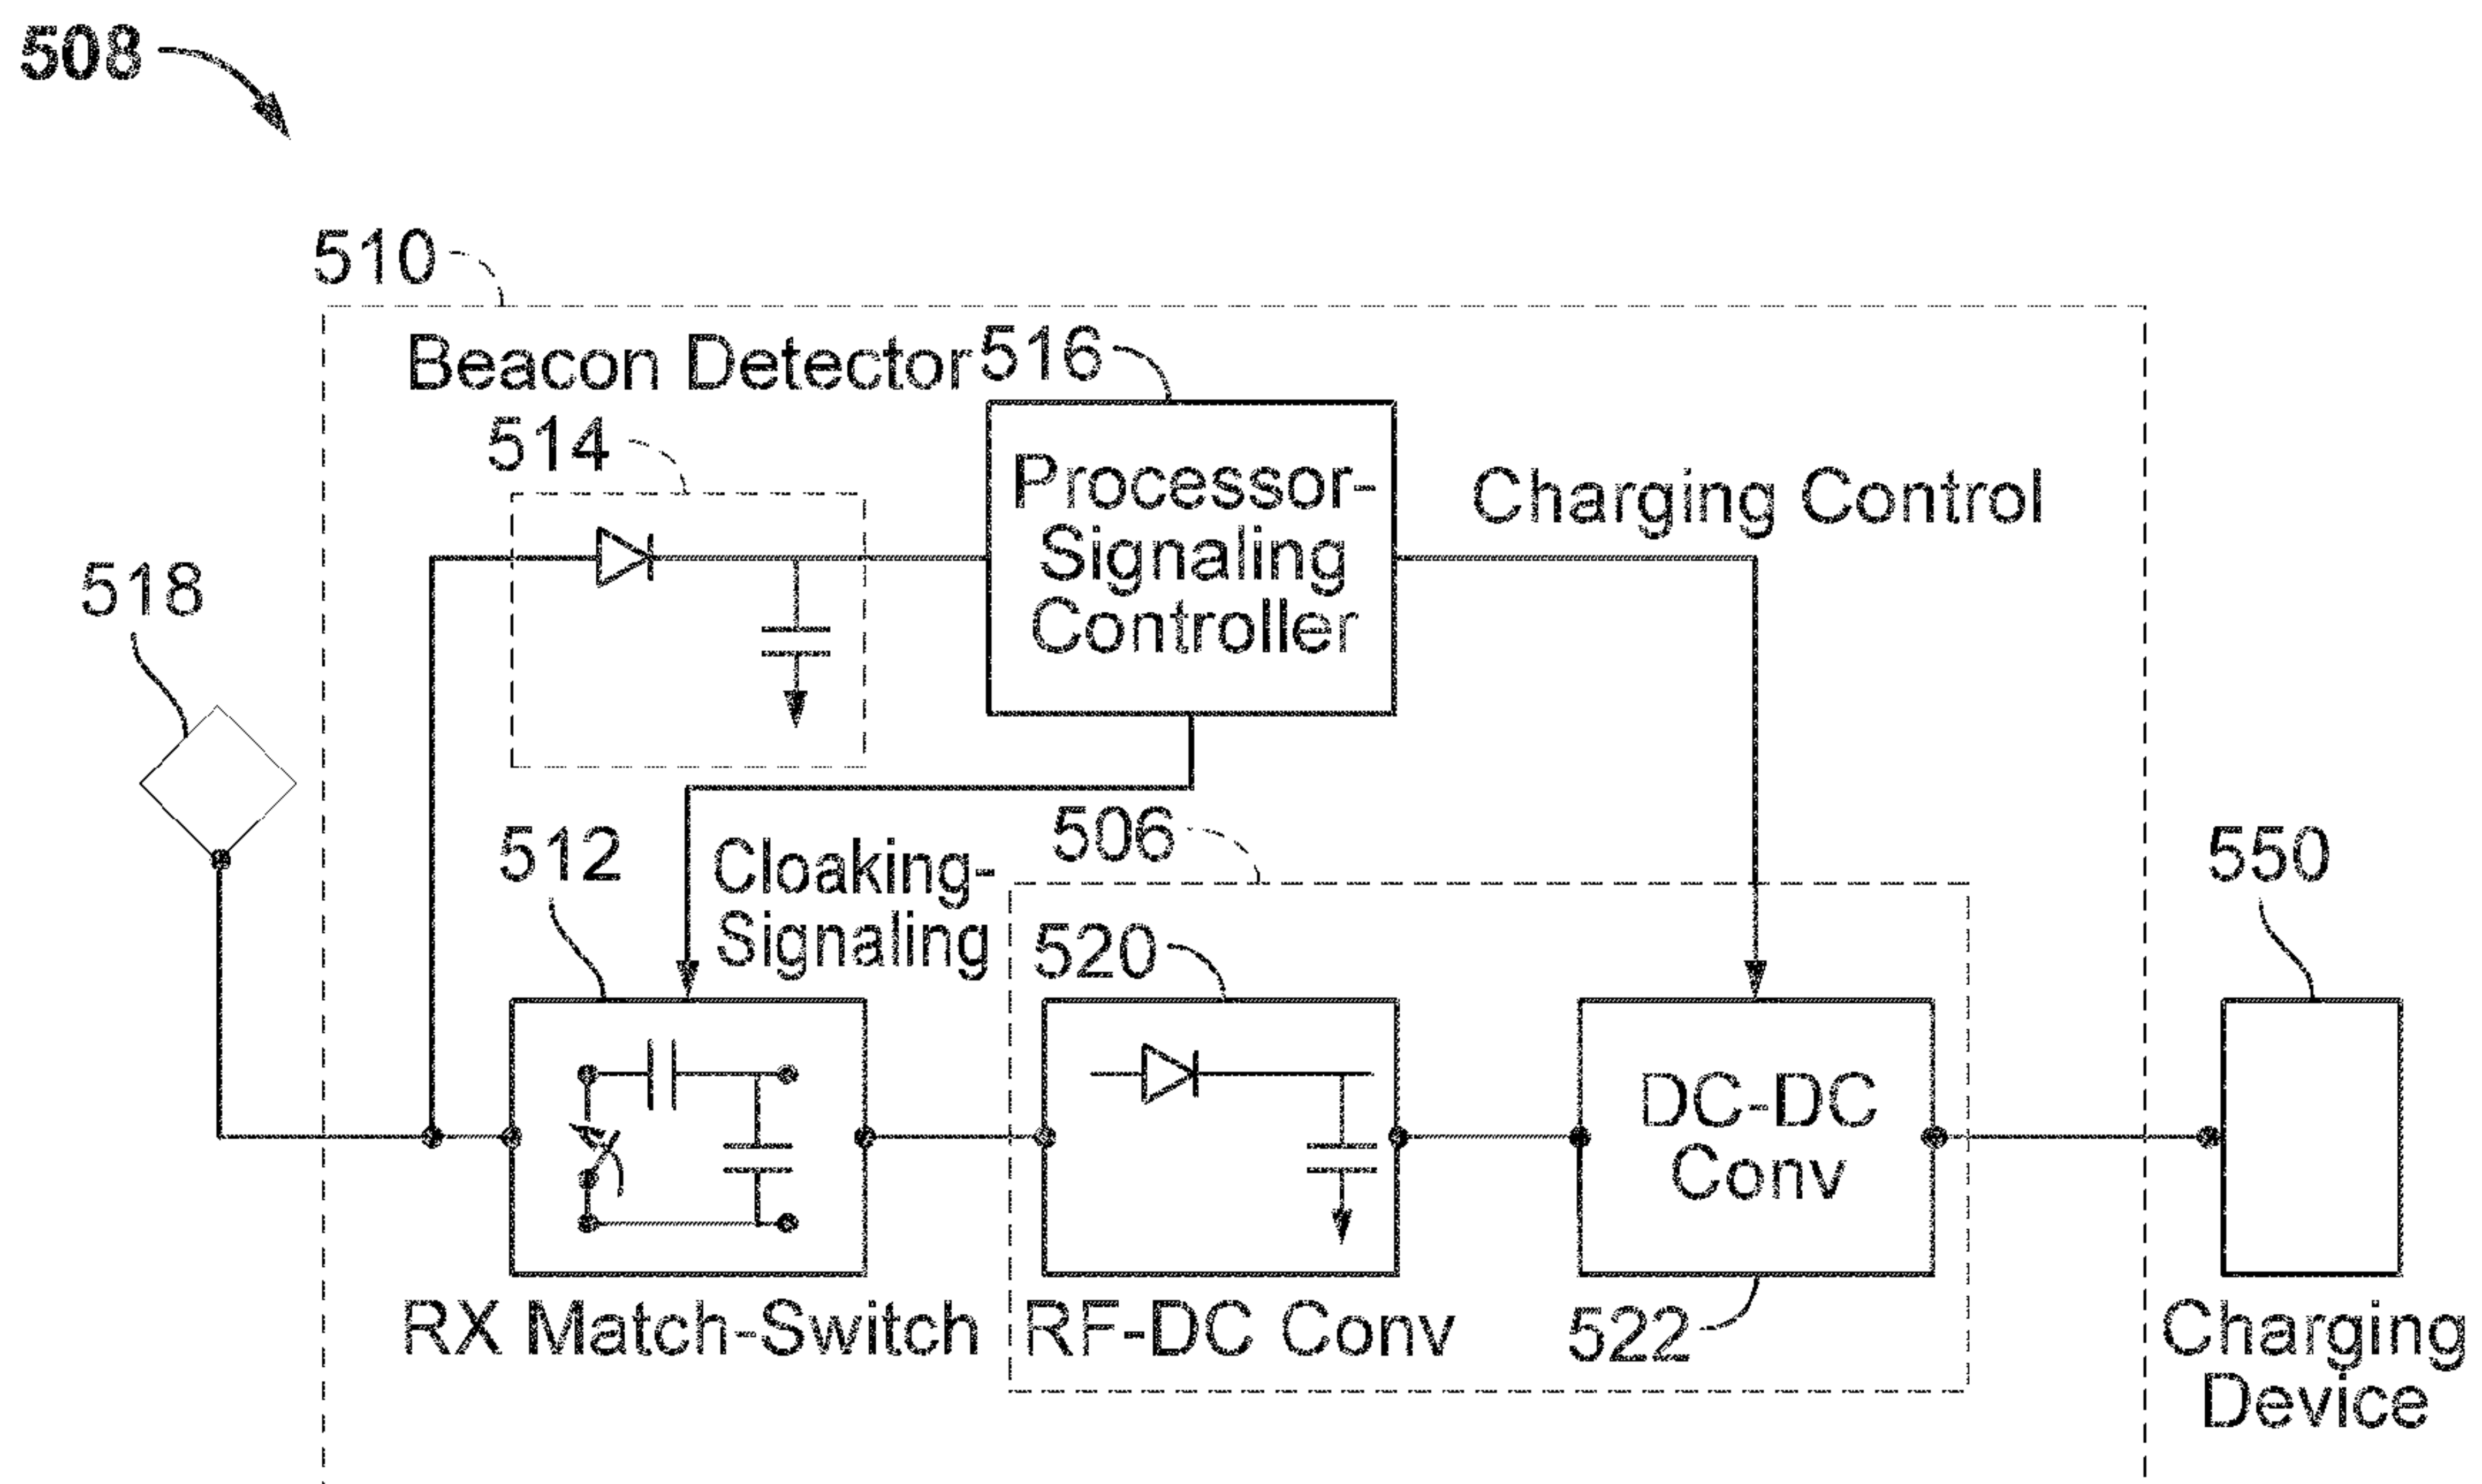 508
510
Beacon Detector
516
514
Processor-
Signaling
Controller
Charging Control
518
512
Cloaking-
Signaling
506
520
550
DC-DC
Conv
RX Match-Switch
RF-DC Conv
522
Charging
Device